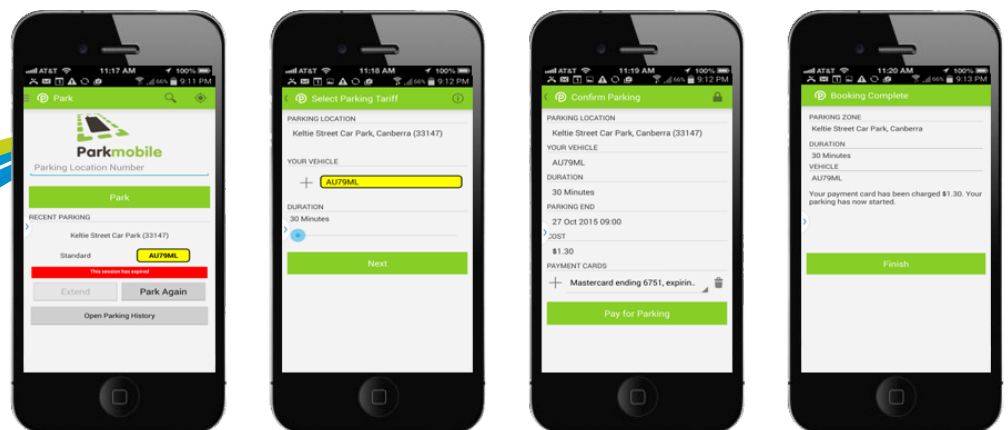 AT&T 11:17 AM 100%
66% 9:11 PM
Park
Parkmobile
Parking Location Number
Park
RECENT PARKING
Keltie Street Car Park (33147)
Standard AU79ML
This session has expired
Extend Park Again
Open Parking History
AT&T 11:18 AM 100%
66% 9:12 PM
Select Parking Tariff
PARKING LOCATION
Keltie Street Car Park, Canberra (33147)
YOUR VEHICLE
AU79ML
DURATION
30 Minutes
Next
AT&T 11:19 AM 100%
66% 9:12 PM
Confirm Parking
PARKING LOCATION
Keltie Street Car Park, Canberra (33147)
YOUR VEHICLE
AU79ML
DURATION
30 Minutes
PARKING END
27 Oct 2015 09:00
COST
$1.30
PAYMENT CARDS
Mastercard ending 6751, expirin..
Pay for Parking
AT&T 11:20 AM 100%
66% 9:13 PM
Booking Complete
PARKING ZONE
Keltie Street Car Park, Canberra
DURATION
30 Minutes
VEHICLE
AU79ML
Your payment card has been charged $1.30. Your
parking has now started.
Finish